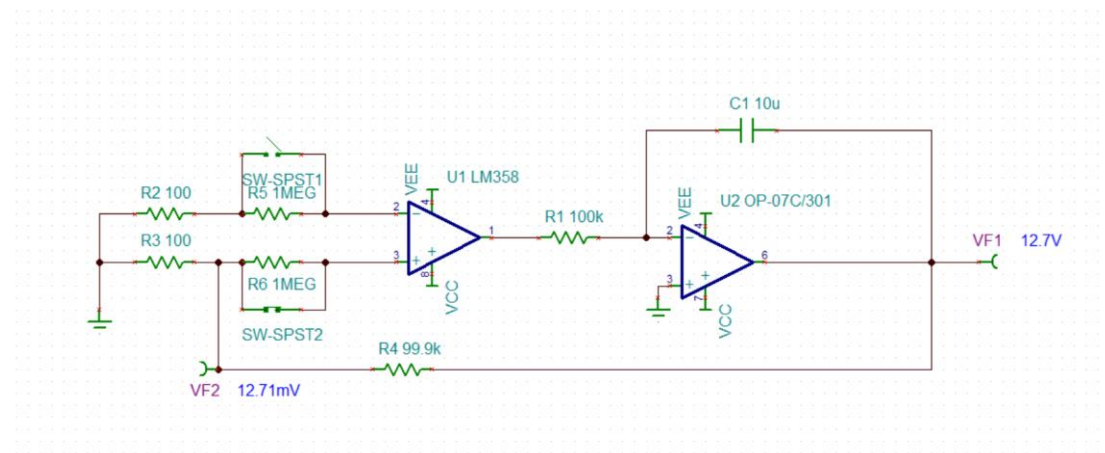 C1 10u
VEE
U1 LM358
SW-SPST1
R2 100
R5 1MEG
4
2
VEE
U2 OP-07C/301
R3 100
R1 100k
1
4
2
3
6
VF1 12.7V
R6 1MEG
8
VCC
3
7
VCC
SW-SPST2
R4 99.9k
VF2 12.71mV